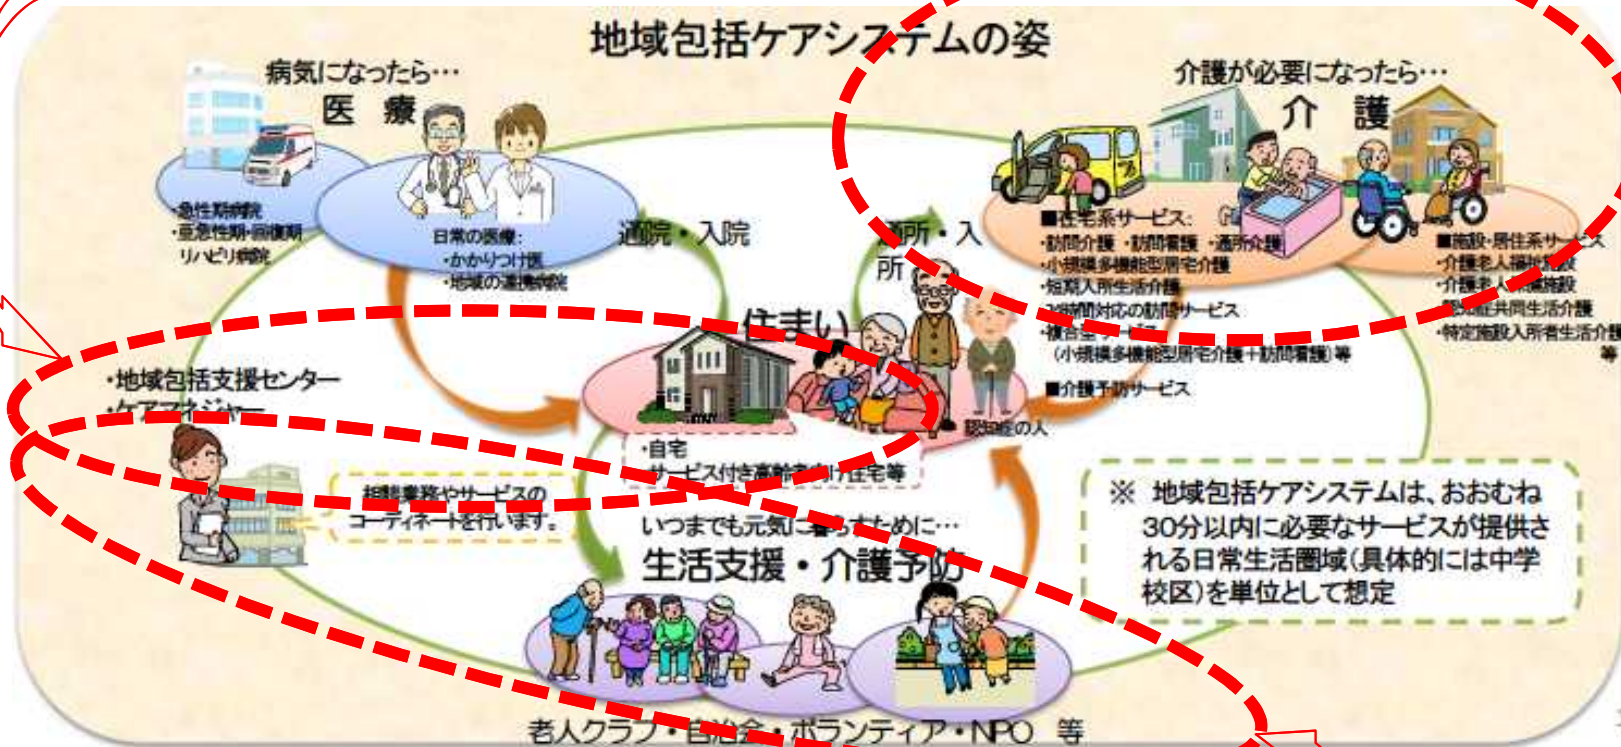 地域包括ケアシステムの姿
病気になったら…
医 療
・急性期病院
・亜急性期・回復期
リハビリ病院
日常の医療：
・かかりつけ医
・地域の連携病院
通院・入院
介護が必要になったら…
介 護
通所・入
所
■在宅系サービス：
・訪問介護 ・訪問看護 ・通所介護
・小規模多機能型居宅介護
・短期入所生活介護
・24時間対応の訪問サービス
・複合型サービス
（小規模多機能型居宅介護＋訪問看護）等
■介護予防サービス
■施設・居住系サービス
・介護老人福祉施設
・介護老人保健施設
・認知症共同生活介護
・特定施設入所者生活介護
等
住まい
認知症の人
・自宅
・サービス付き高齢者向け住宅等
・地域包括支援センター
・ケアマネジャー
相談業務やサービスの
コーディネートを行います。
いつまでも元気に暮らすために…
生活支援・介護予防
老人クラブ・自治会・ボランティア・NPO 等
※ 地域包括ケアシステムは、おおむね
30分以内に必要なサービスが提供さ
れる日常生活圏域（具体的には中学
校区）を単位として想定